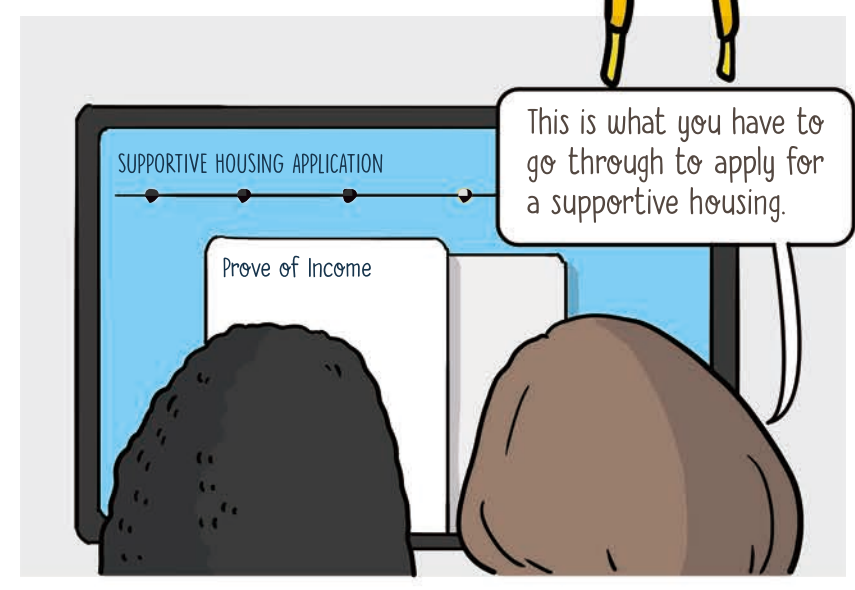 This is what you have to
go through to apply for
a supportive housing.
SUPPORTIVE HOUSING APPLICATION
Prove of Income